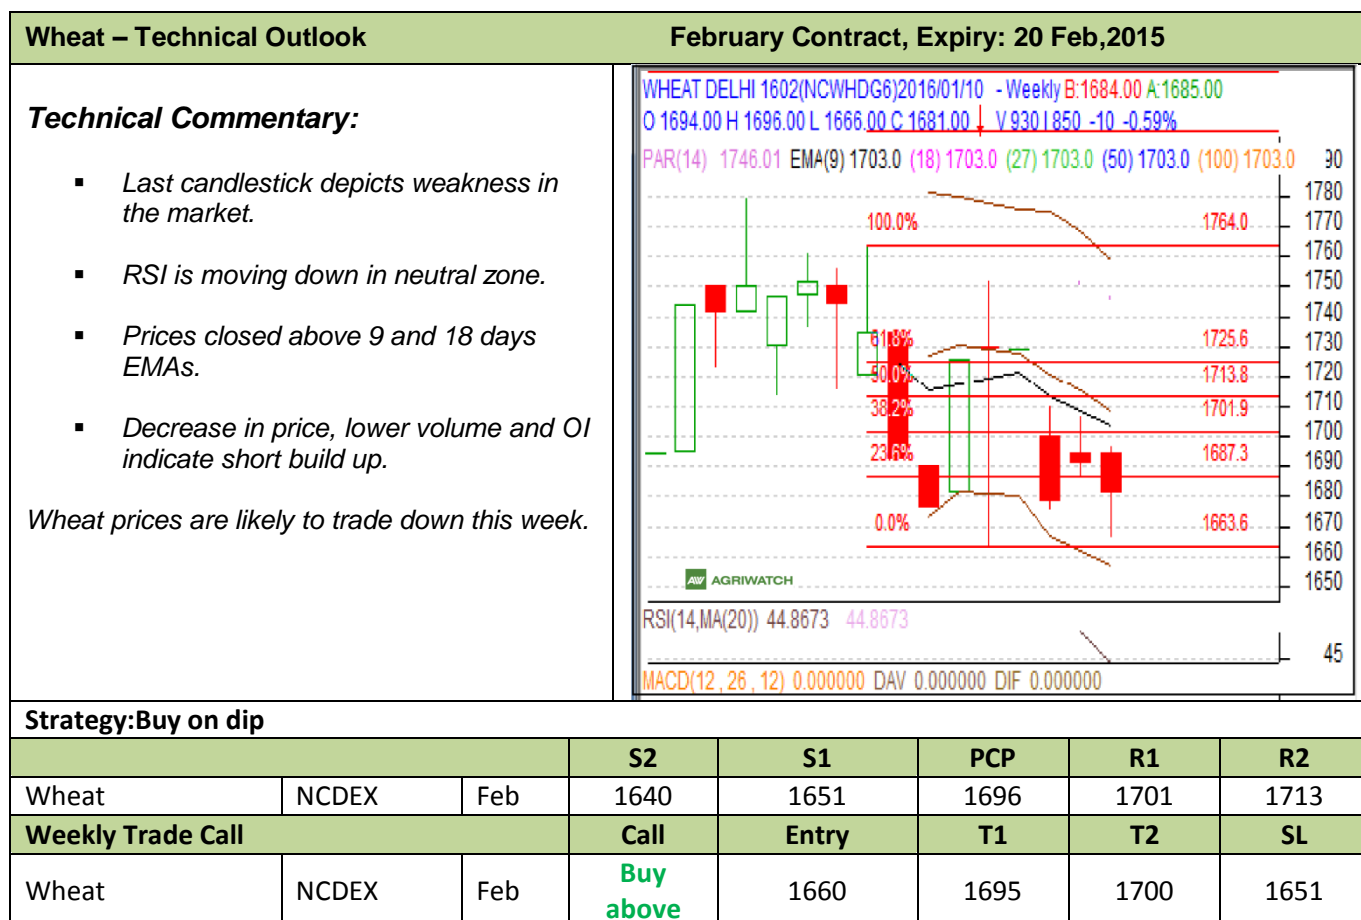 Wheat – Technical Outlook
February Contract, Expiry: 20 Feb,2015
Technical Commentary:
▪ Last candlestick depicts weakness in
the market.
▪ RSI is moving down in neutral zone.
▪ Prices closed above 9 and 18 days
EMAs.
▪ Decrease in price, lower volume and OI
indicate short build up.
Wheat prices are likely to trade down this week.
WHEAT DELHI 1602(NCWHDG6)2016/01/10 - Weekly B:1684.00 A:1685.00
O 1694.00 H 1696.00 L 1666.00 C 1681.00 V 930 I 850 -10 -0.59%
PAR(14) 1746.01 EMA(9) 1703.0 (18) 1703.0 (27) 1703.0 (50) 1703.0 (100) 1703.0 90
1780
100.0% 1764.0 1770
1760
1750
1740
61.8% 1725.6 1730
50.0% 1713.8 1720
38.2% 1701.9 1710
1700
23.6% 1687.3 1690
1680
0.0% 1663.6 1670
1660
AW AGRIWATCH 1650
RSI(14,MA(20)) 44.8673 44.8673
45
MACD(12 , 26 , 12) 0.000000 DAV 0.000000 DIF 0.000000
Strategy:Buy on dip
S2 S1 PCP R1 R2
Wheat NCDEX Feb 1640 1651 1696 1701 1713
Weekly Trade Call Call Entry T1 T2 SL
Wheat NCDEX Feb Buy above 1660 1695 1700 1651